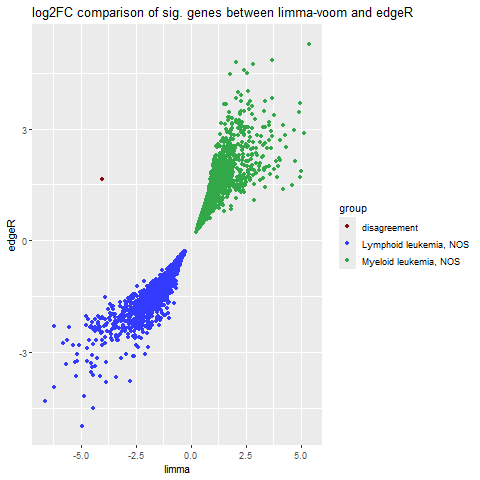 log2FC comparison of sig. genes between limma-voom and edgeR
3
0
-3
edgeR
-5.0 -2.5 0.0 2.5 5.0
limma
group
disagreement
Lymphoid leukemia, NOS
Myeloid leukemia, NOS